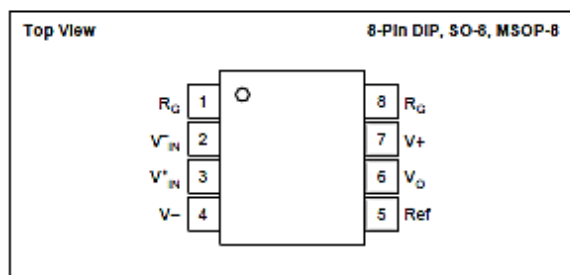 Top View 8-Pin DIP, SO-8, MSOP-8
RG 1 8 RG
V–IN 2 7 V+
V+IN 3 6 VO
V– 4 5 Ref